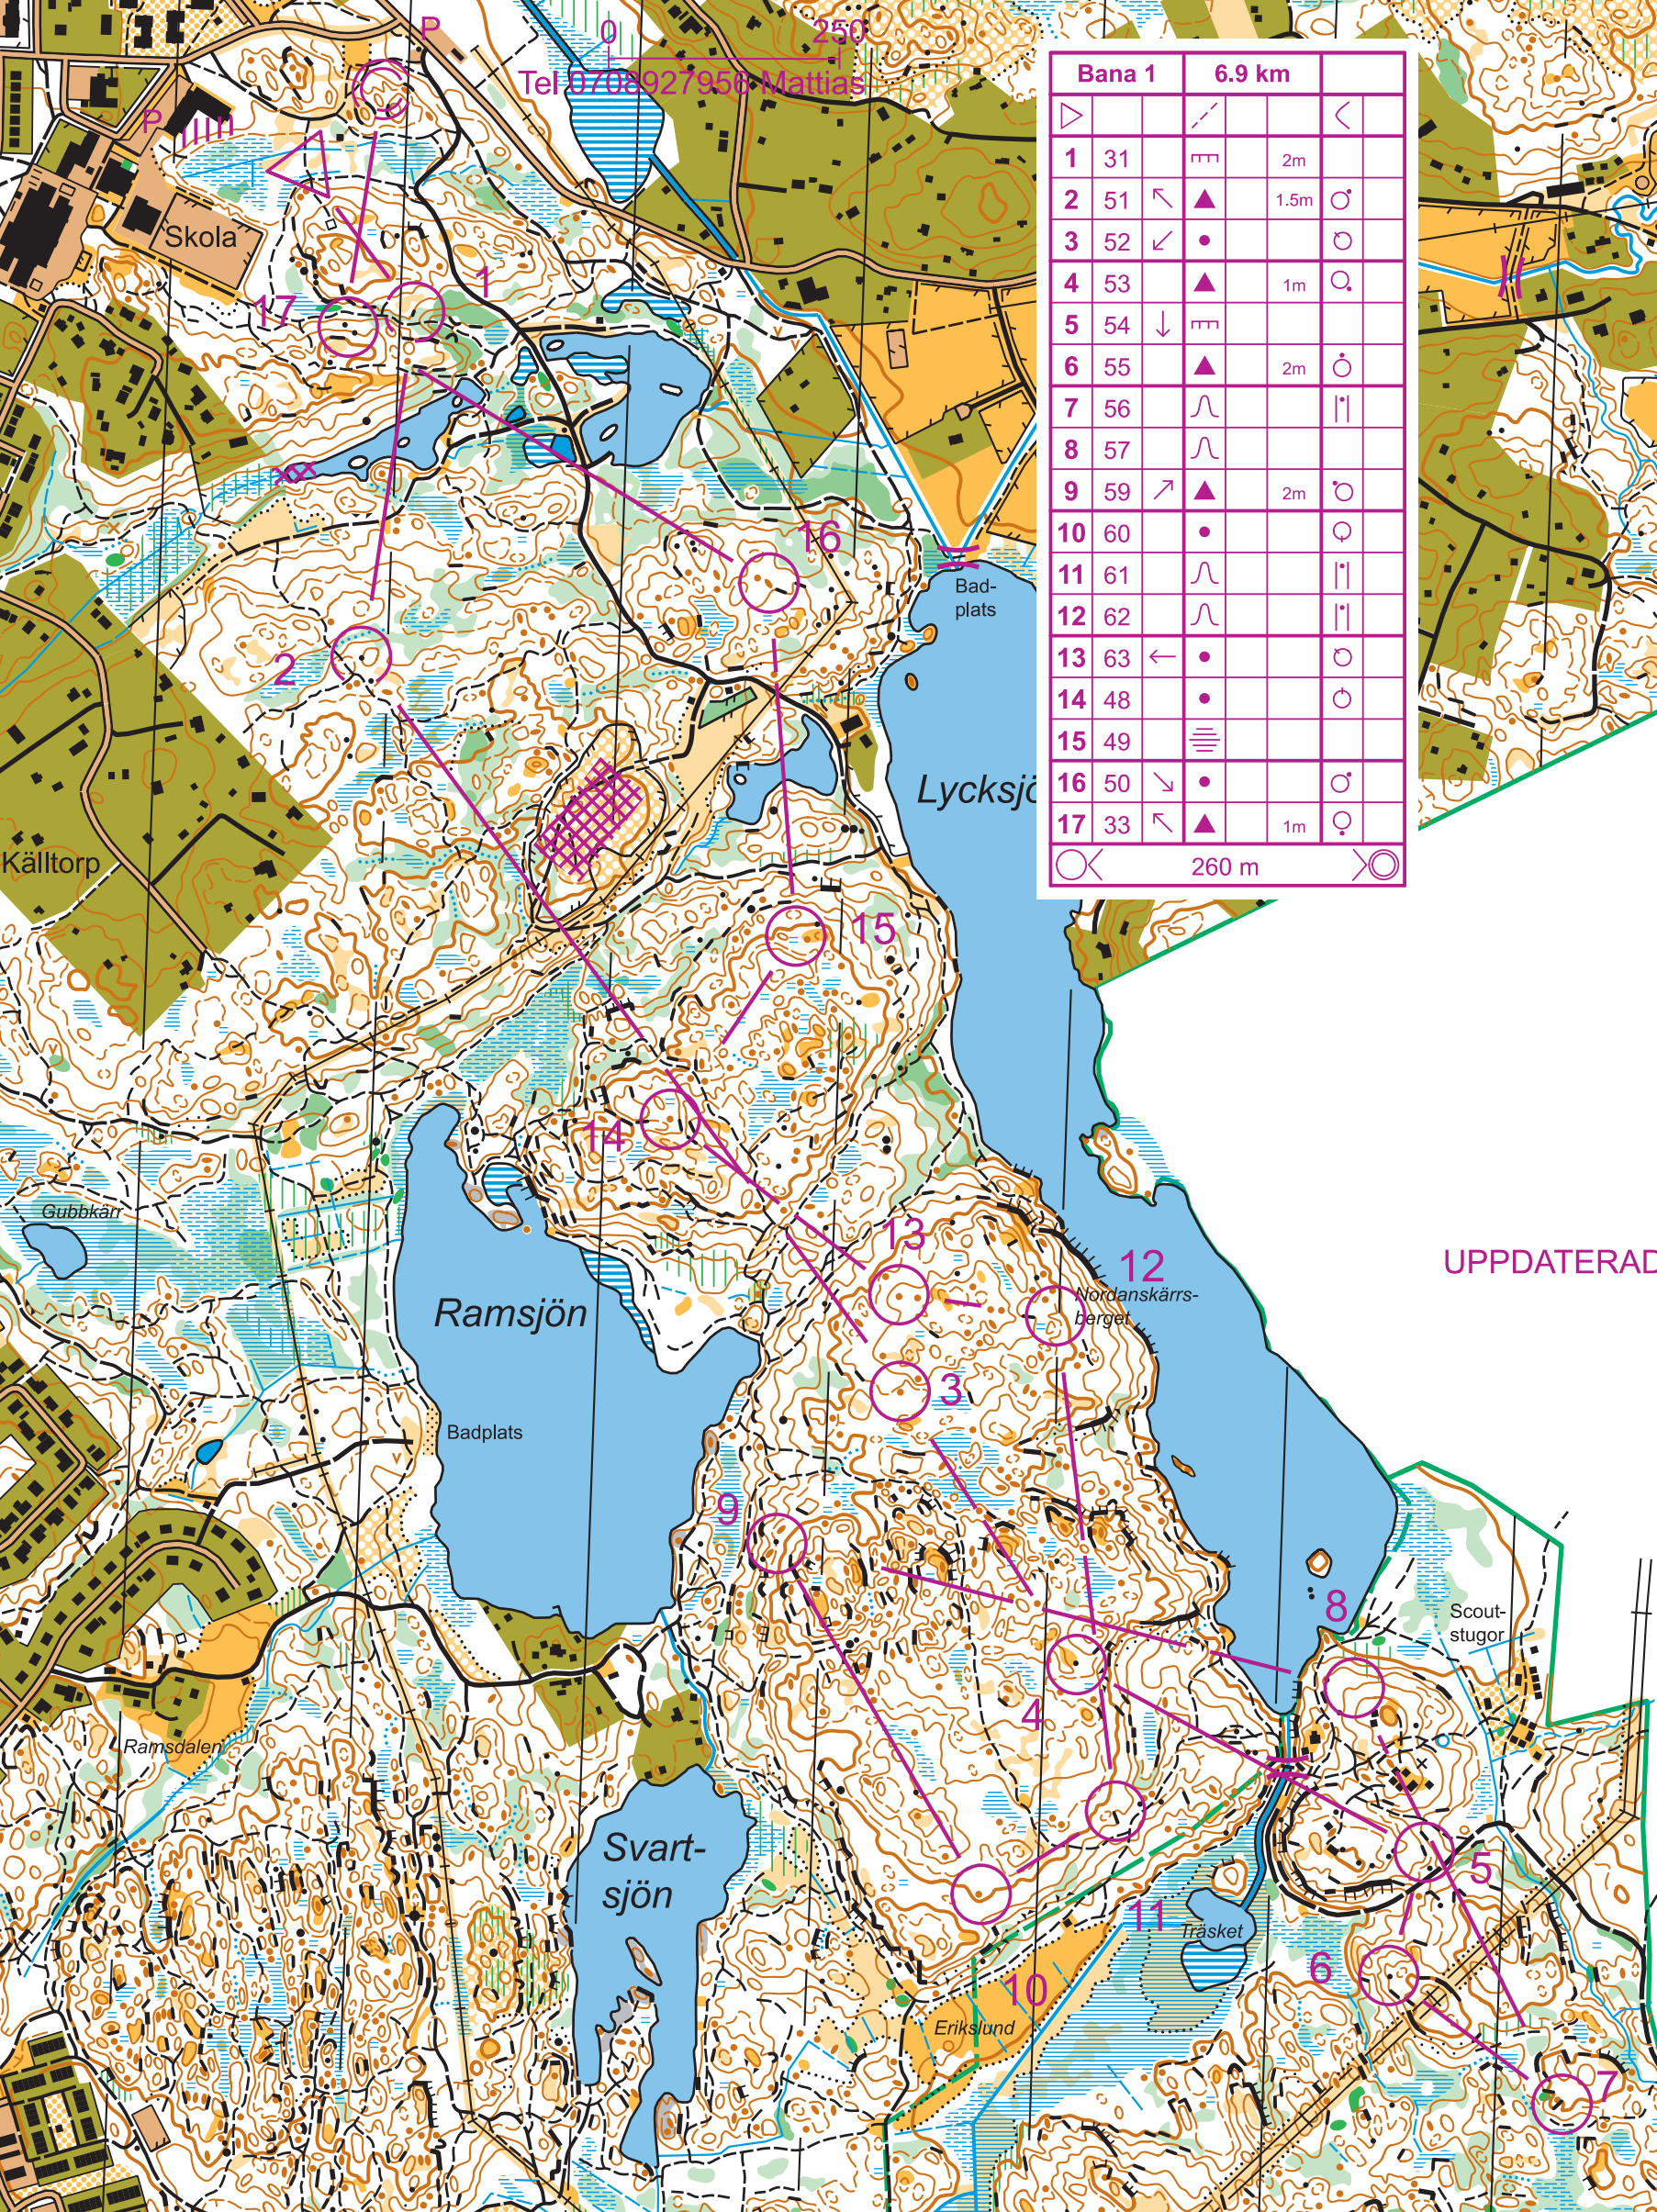 P
0 250
Tel 0708927956 Mattias
P
Skola
Bana 1 6.9 km
1 31 2m
2 51 1.5m
3 52
4 53 1m
5 54
6 55 2m
7 56
8 57
9 59 2m
10 60
11 61
12 62
13 63
14 48
15 49
16 50
17 33 1m
260 m
1
17
16
Bad-
plats
2
Lycksjö
Källtorp
15
14
Gubbkärr
13
12
Nordanskärrs-
berget
UPPDATERAD
Ramsjön
3
Badplats
9
8
Scout-
stugor
4
Ramsdalen
Svart-
sjön
5
11
Träsket
6
10
Erikslund
7